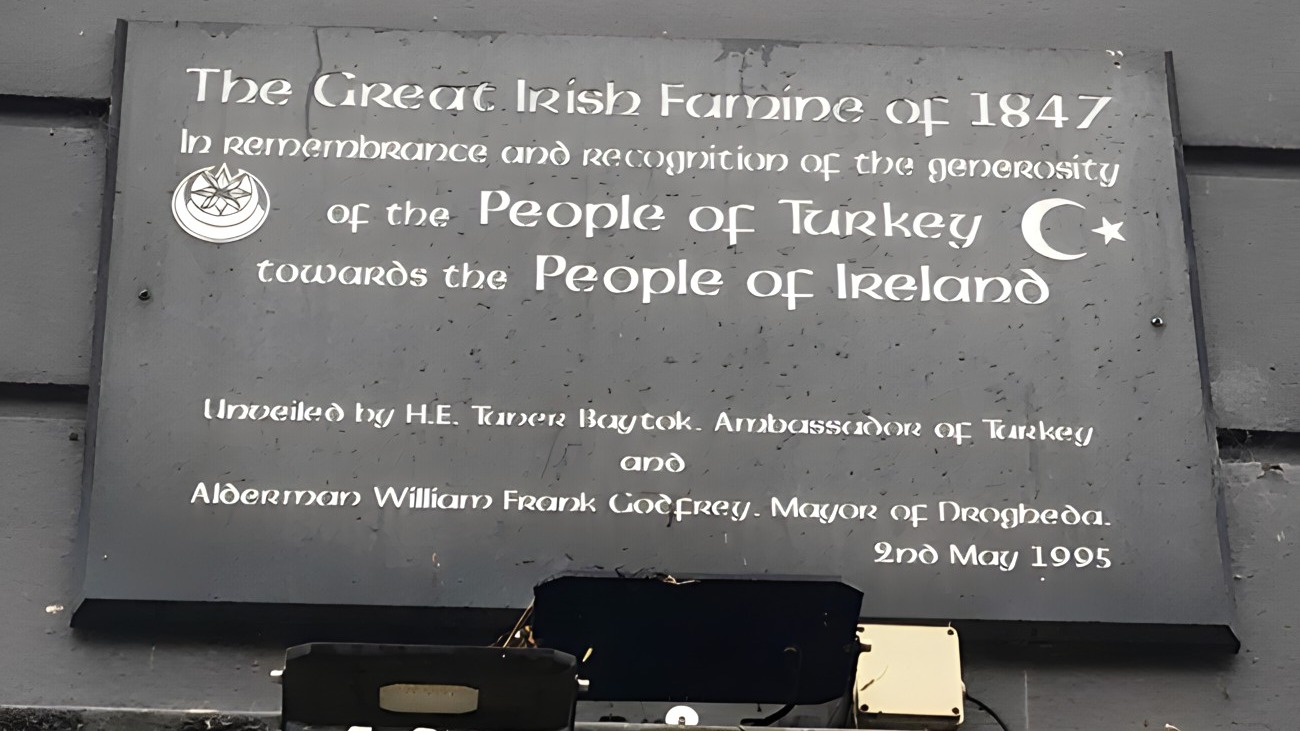 The Great Irish Famine of 1847
In remembrance and recognition of the generosity
of the People of Turkey
towards the People of Ireland
Unveiled by H.E. Taner Baytok. Ambassador of Turkey
and
Alderman William Frank Godfrey. Mayor of Drogheda.
2nd May 1995